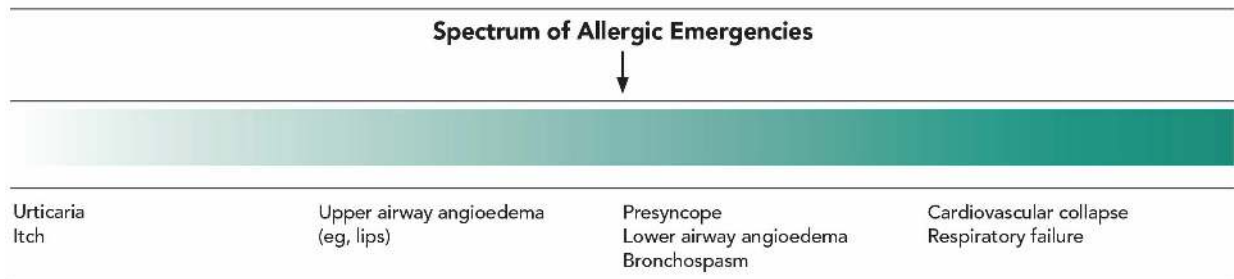 Spectrum of Allergic Emergencies
Urticaria
Itch
Upper airway angioedema
(eg, lips)
Presyncope
Lower airway angioedema
Bronchospasm
Cardiovascular collapse
Respiratory failure